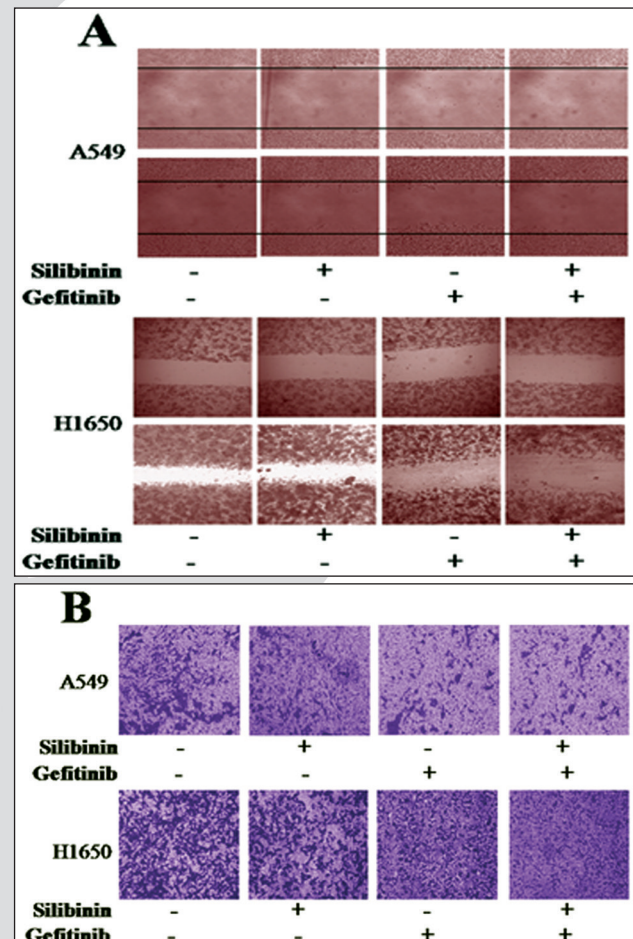 A
A549
Silibinin - + - +
Gefitinib - - + +
H1650
Silibinin - + - +
Gefitinib - - + +
B
A549
Silibinin - + - +
Gefitinib - - + +
H1650
Silibinin - + - +
Gefitinib - - + +